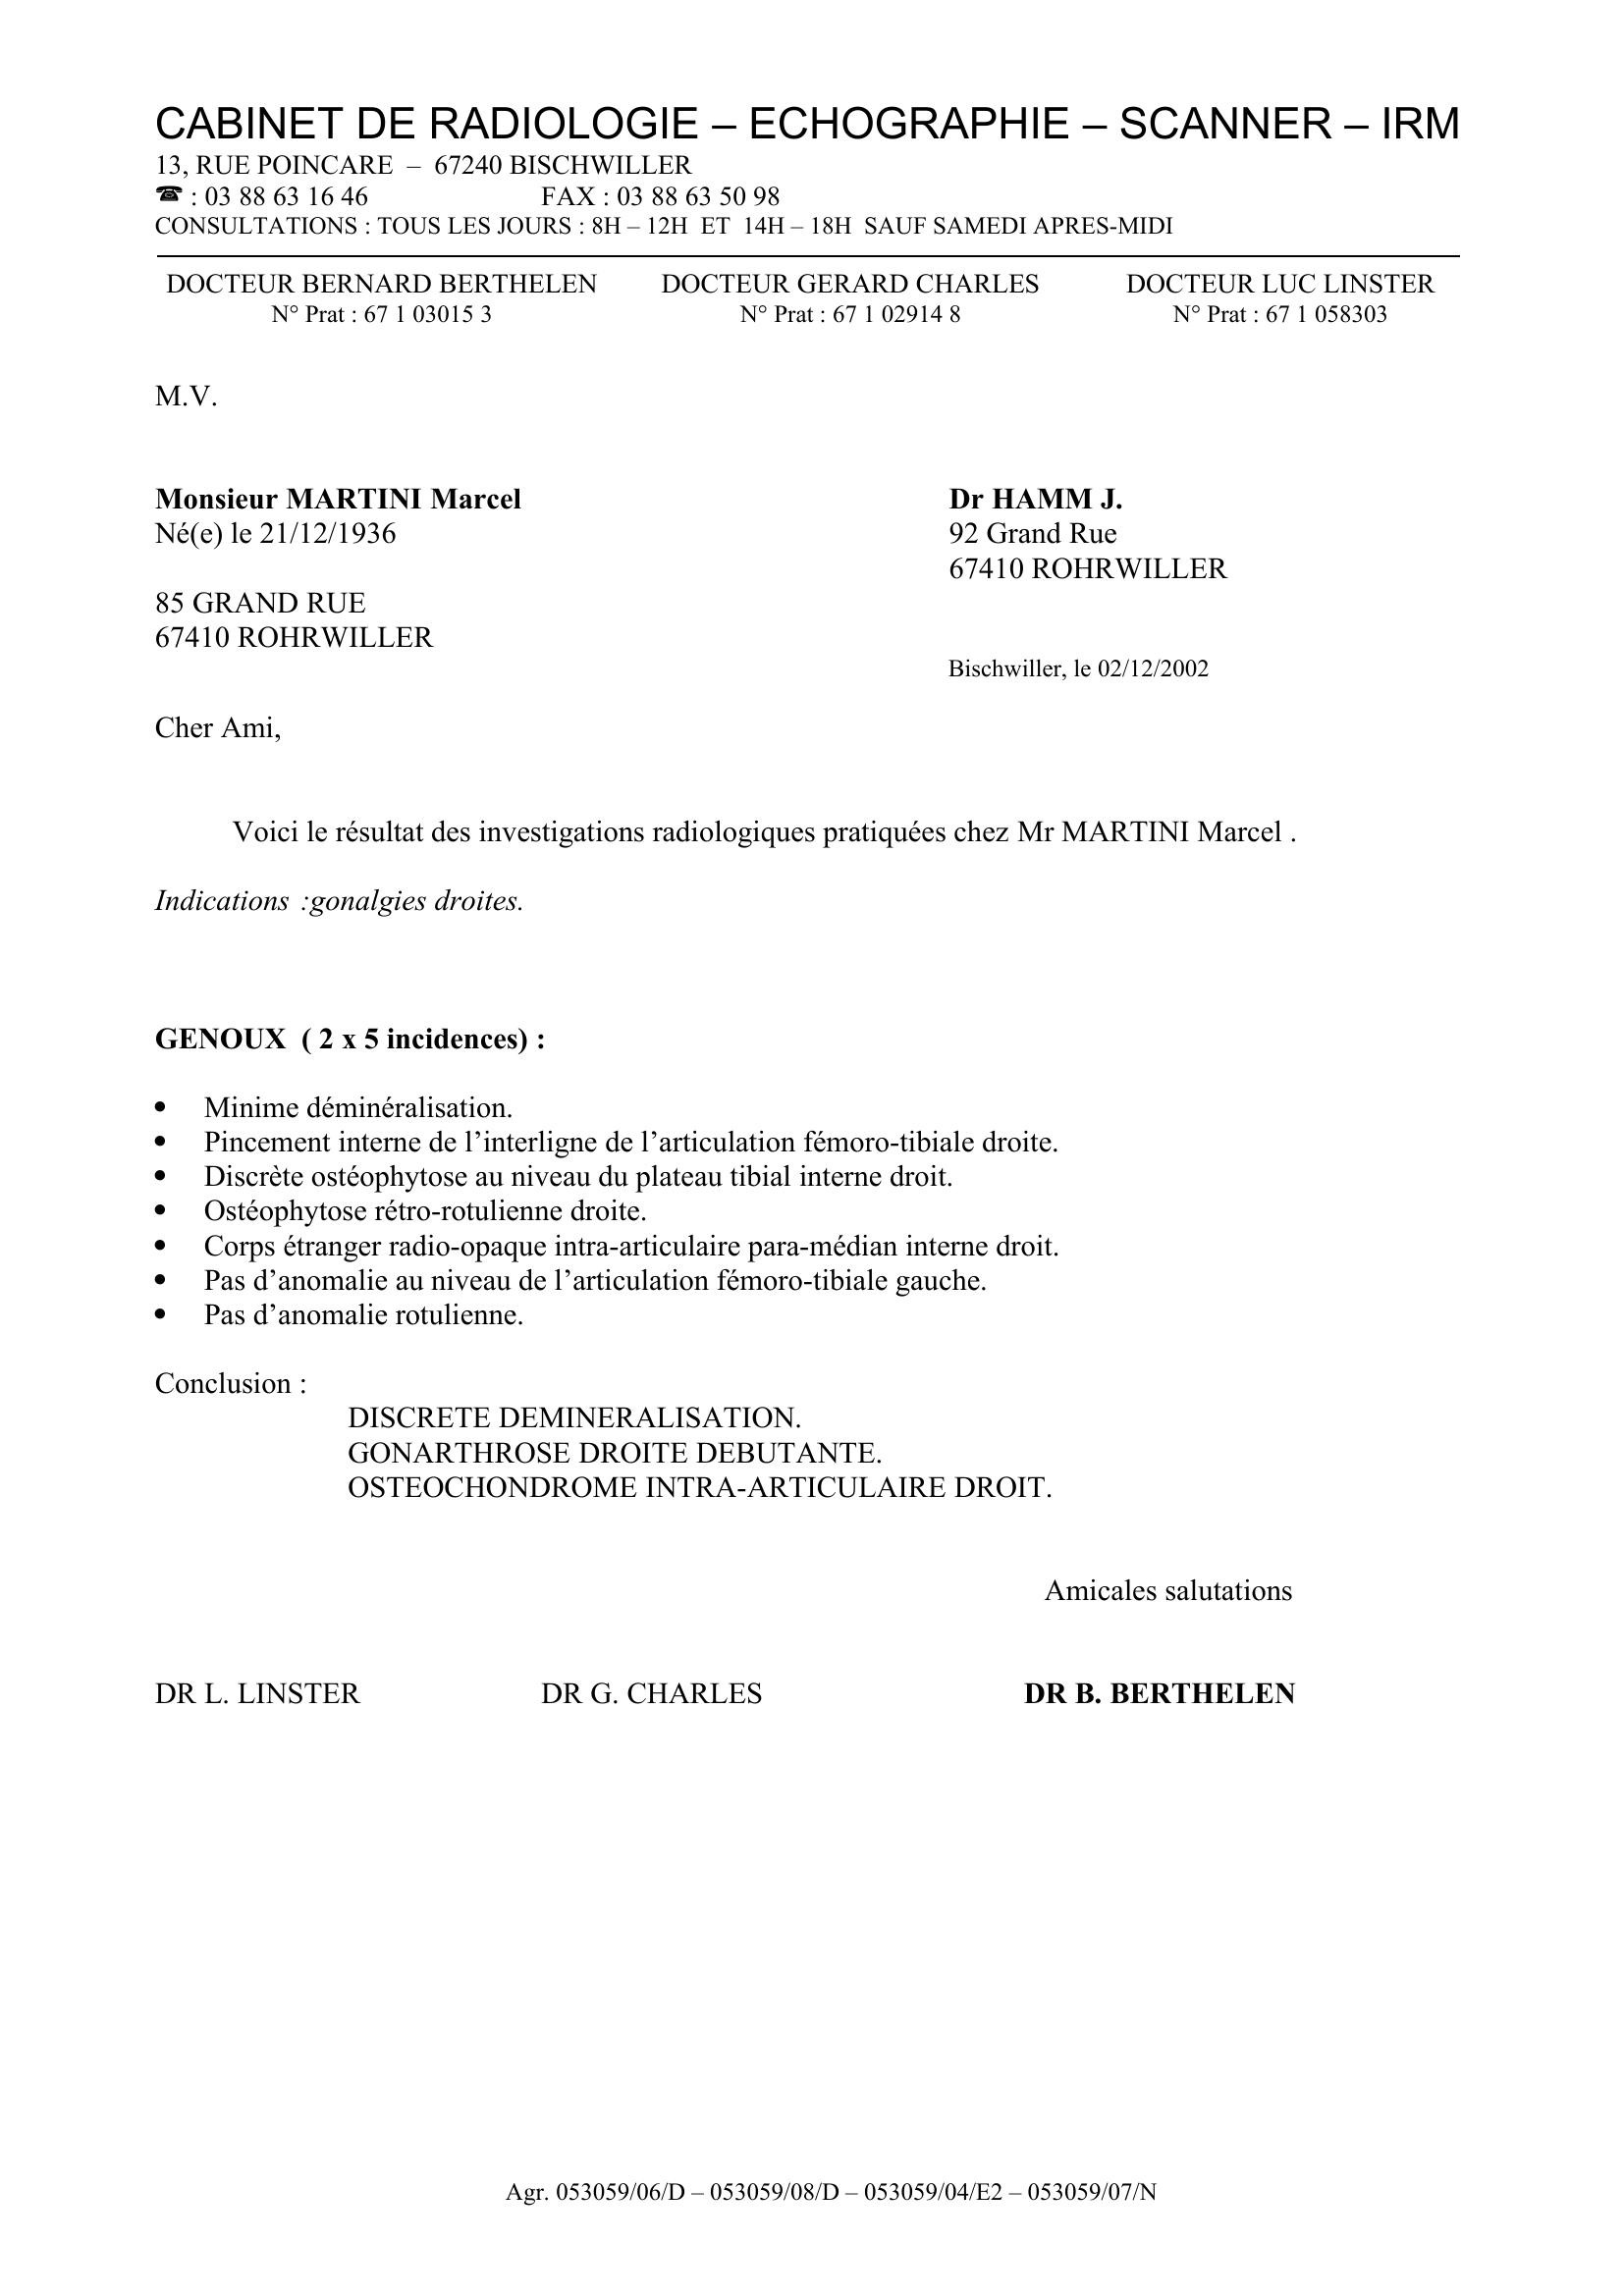 CABINET DE RADIOLOGIE – ECHOGRAPHIE – SCANNER – IRM
13, RUE POINCARE – 67240 BISCHWILLER
☎ : 03 88 63 16 46 FAX : 03 88 63 50 98
CONSULTATIONS : TOUS LES JOURS : 8H – 12H ET 14H – 18H SAUF SAMEDI APRES-MIDI
DOCTEUR BERNARD BERTHELEN DOCTEUR GERARD CHARLES DOCTEUR LUC LINSTER
N° Prat : 67 1 03015 3 N° Prat : 67 1 02914 8 N° Prat : 67 1 058303
M.V.
Monsieur MARTINI Marcel Dr HAMM J.
Né(e) le 21/12/1936 92 Grand Rue
67410 ROHRWILLER
85 GRAND RUE
67410 ROHRWILLER
Bischwiller, le 02/12/2002
Cher Ami,
Voici le résultat des investigations radiologiques pratiquées chez Mr MARTINI Marcel .
Indications :gonalgies droites.
GENOUX ( 2 x 5 incidences) :
• Minime déminéralisation.
• Pincement interne de l’interligne de l’articulation fémoro-tibiale droite.
• Discrète ostéophytose au niveau du plateau tibial interne droit.
• Ostéophytose rétro-rotulienne droite.
• Corps étranger radio-opaque intra-articulaire para-médian interne droit.
• Pas d’anomalie au niveau de l’articulation fémoro-tibiale gauche.
• Pas d’anomalie rotulienne.
Conclusion :
DISCRETE DEMINERALISATION.
GONARTHROSE DROITE DEBUTANTE.
OSTEOCHONDROME INTRA-ARTICULAIRE DROIT.
Amicales salutations
DR L. LINSTER DR G. CHARLES DR B. BERTHELEN
Agr. 053059/06/D – 053059/08/D – 053059/04/E2 – 053059/07/N